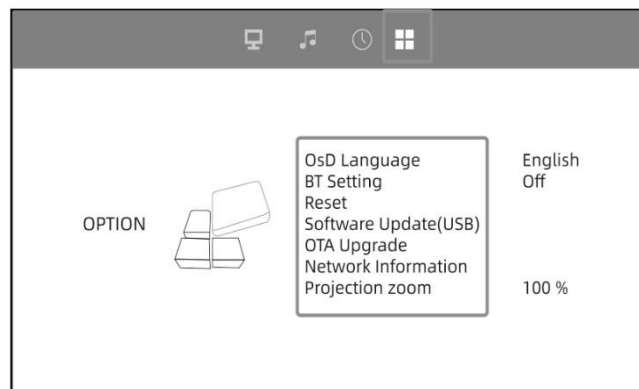 OPTION
OsD Language English
BT Setting Off
Reset
Software Update(USB)
OTA Upgrade
Network Information
Projection zoom 100 %